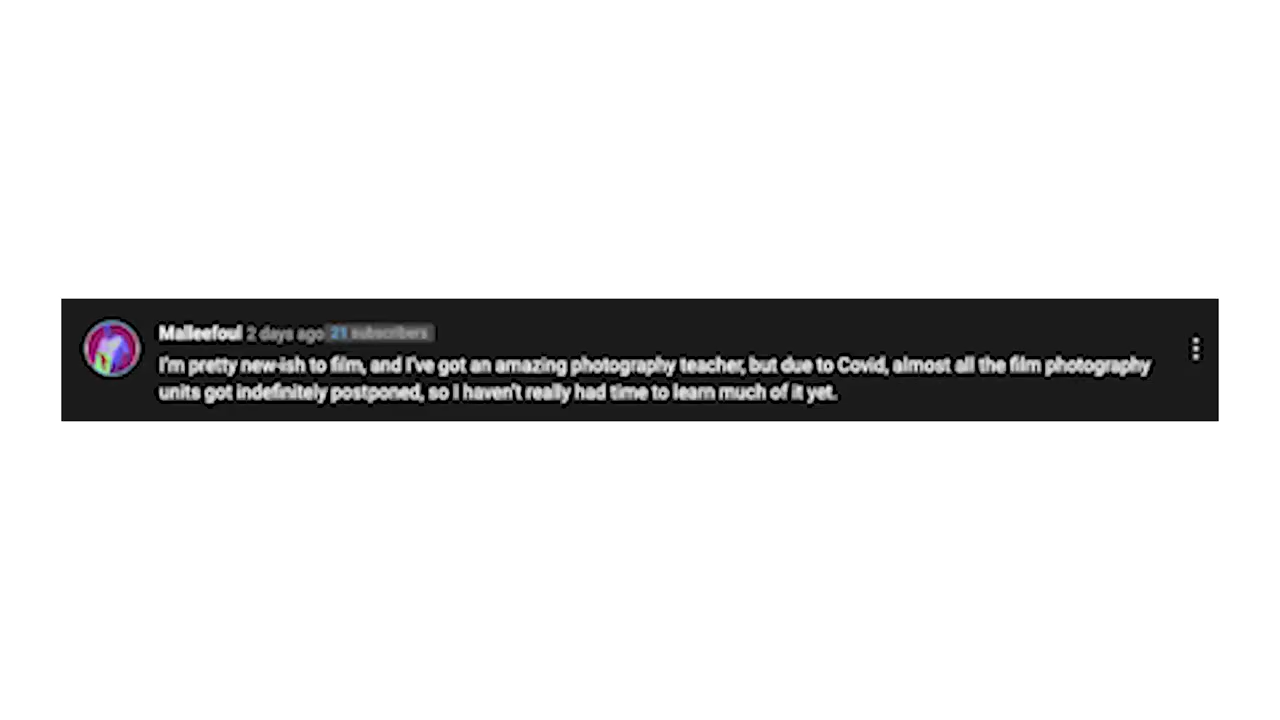 Malleefoul 2 days ago 21 subscribers
I'm pretty new-ish to film, and I've got an amazing photography teacher, but due to Covid, almost all the film photography
units got indefinitely postponed, so I haven't really had time to learn much of it yet.